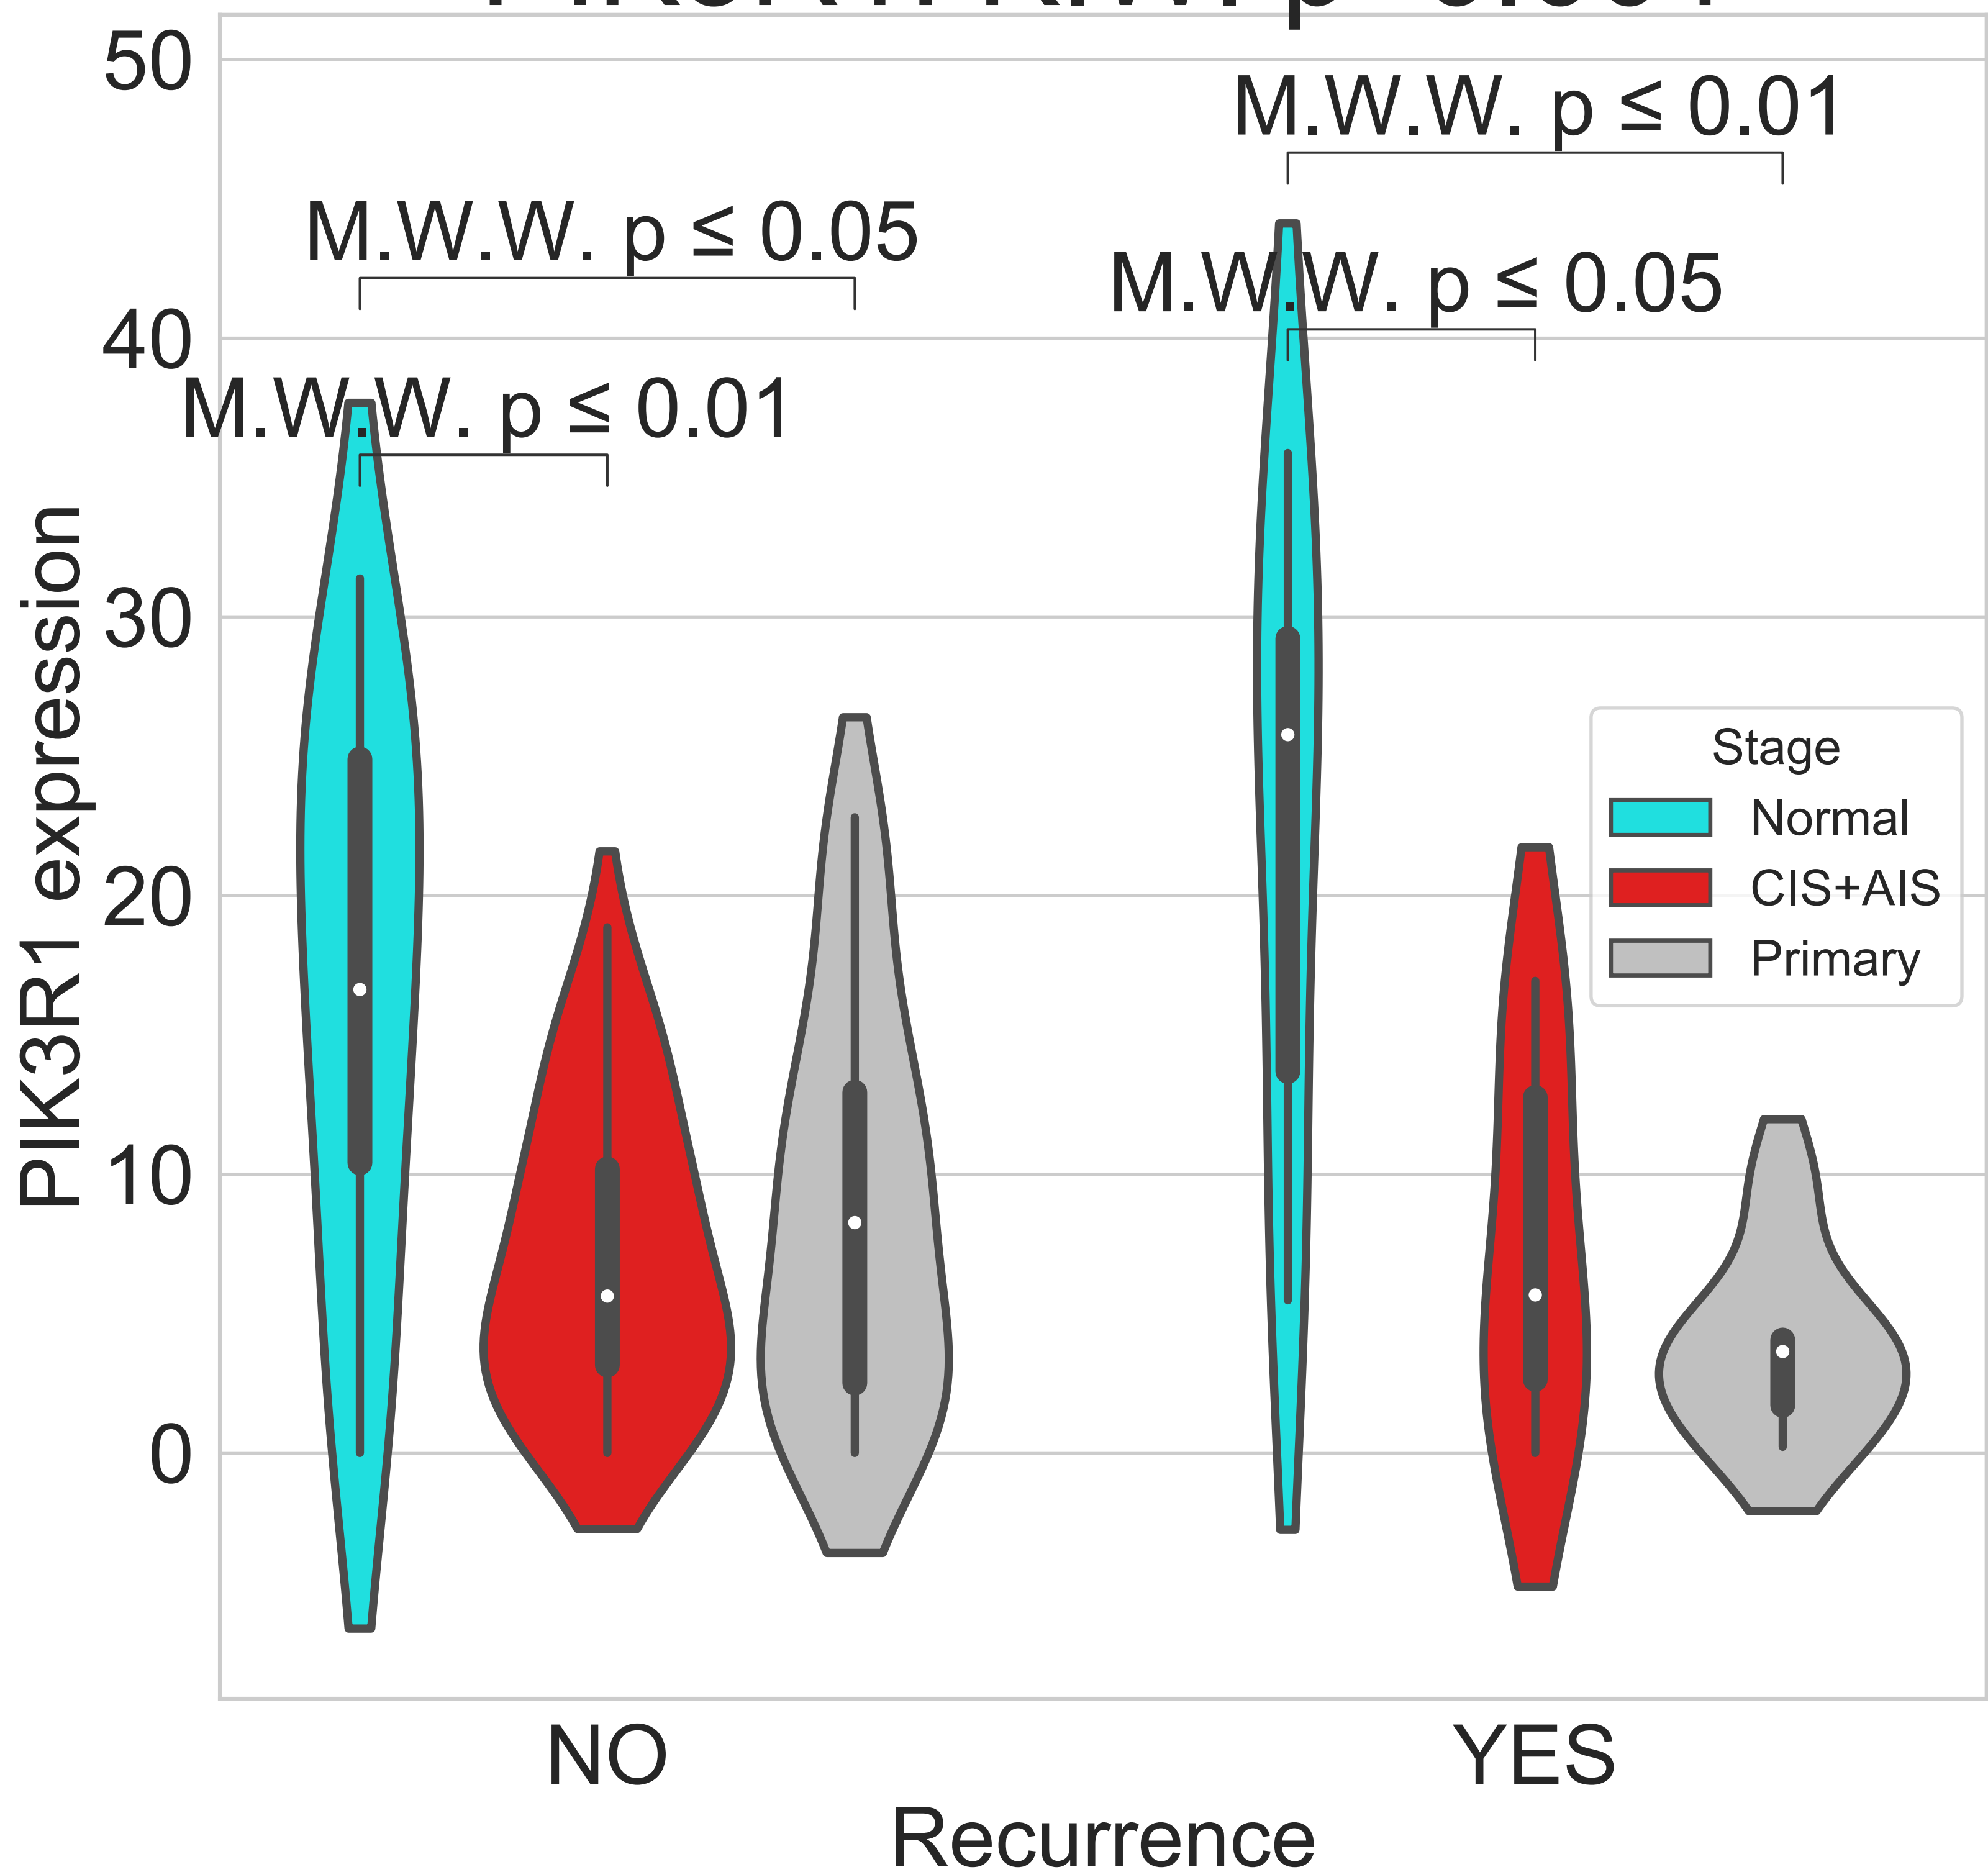 50
M.W.W. p ≤ 0.01
M.W.W. p ≤ 0.05
M.W.W. p ≤ 0.05
40
M.W.W. p ≤ 0.01
PIK3R1 expression
30
Stage
Normal
CIS+AIS
Primary
20
10
0
NO
YES
Recurrence